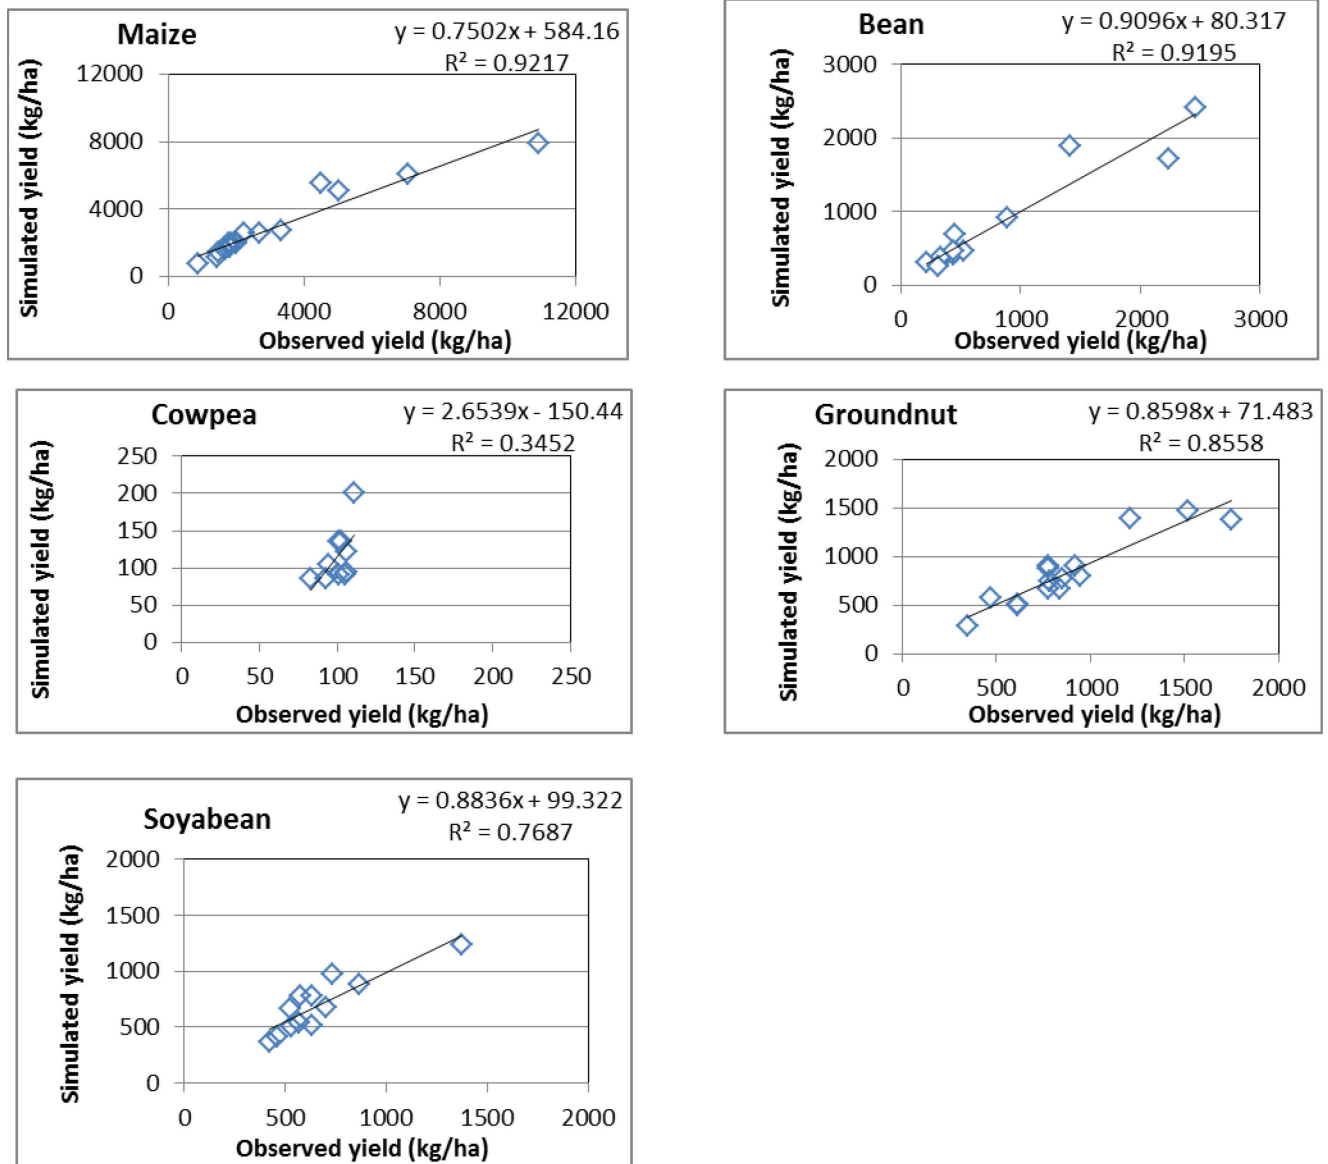 Maize
y = 0.7502x + 584.16
R² = 0.9217
Simulated yield (kg/ha)
12000
8000
4000
0
0 4000 8000 12000
Observed yield (kg/ha)
Bean
y = 0.9096x + 80.317
R² = 0.9195
Simulated yield (kg/ha)
3000
2000
1000
0
0 1000 2000 3000
Observed yield (kg/ha)
Cowpea
y = 2.6539x - 150.44
R² = 0.3452
Simulated yield (kg/ha)
250
200
150
100
50
0
0 50 100 150 200 250
Observed yield (kg/ha)
Groundnut
y = 0.8598x + 71.483
R² = 0.8558
Simulated yield (kg/ha)
2000
1500
1000
500
0
0 500 1000 1500 2000
Observed yield (kg/ha)
Soyabean
y = 0.8836x + 99.322
R² = 0.7687
Simulated yield (kg/ha)
2000
1500
1000
500
0
0 500 1000 1500 2000
Observed yield (kg/ha)